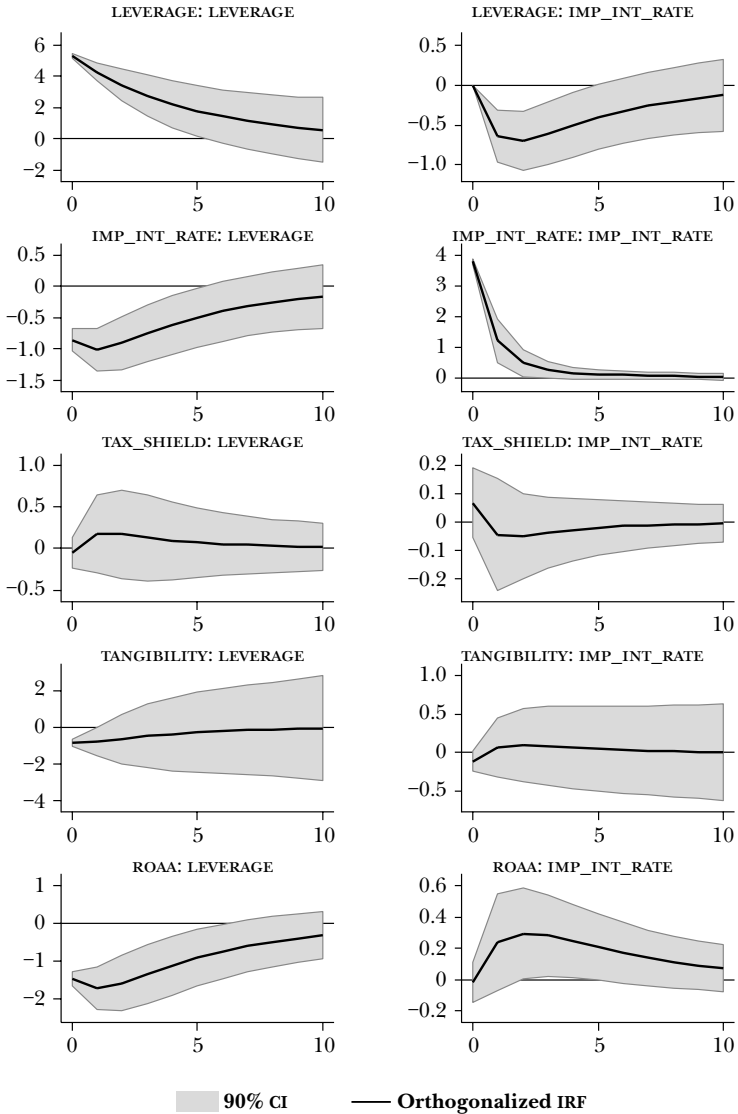 LEVERAGE: LEVERAGE
6
4
2
0
−2
0 5 10
LEVERAGE: IMP_INT_RATE
0.5
0
−0.5
−1.0
0 5 10
IMP_INT_RATE: LEVERAGE
0.5
0
−0.5
−1.0
−1.5
0 5 10
IMP_INT_RATE: IMP_INT_RATE
4
3
2
1
0
0 5 10
TAX_SHIELD: LEVERAGE
1.0
0.5
0
−0.5
0 5 10
TAX_SHIELD: IMP_INT_RATE
0.2
0.1
0
−0.1
−0.2
0 5 10
TANGIBILITY: LEVERAGE
2
0
−2
−4
0 5 10
TANGIBILITY: IMP_INT_RATE
1.0
0.5
0
−0.5
0 5 10
ROAA: LEVERAGE
1
0
−1
−2
0 5 10
ROAA: IMP_INT_RATE
0.6
0.4
0.2
0
−0.2
0 5 10
90% CI
Orthogonalized IRF